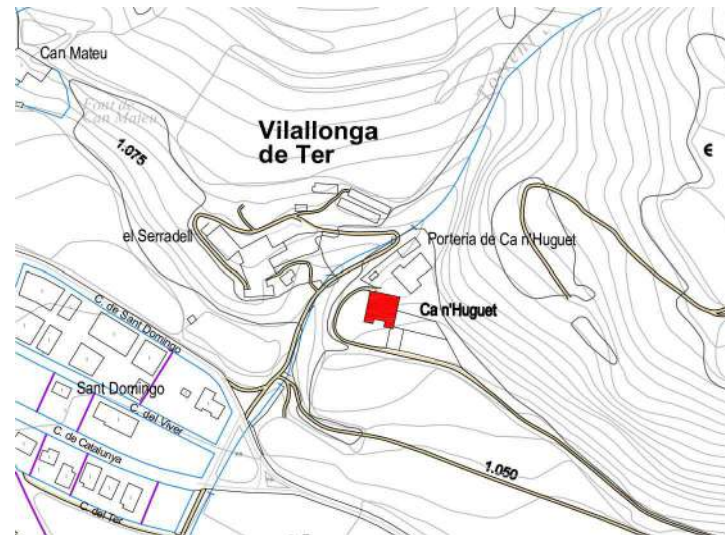 Can Mateu
Font de
Can Mateu
Torrent
Vilallonga
de Ter
1.075
el Serradell
Porteria de Ca n'Huguet
Ca n'Huguet
C. de Sant Domingo
Sant Domingo
C. del Viver
C. de Catalunya
C. del Ter
1.050